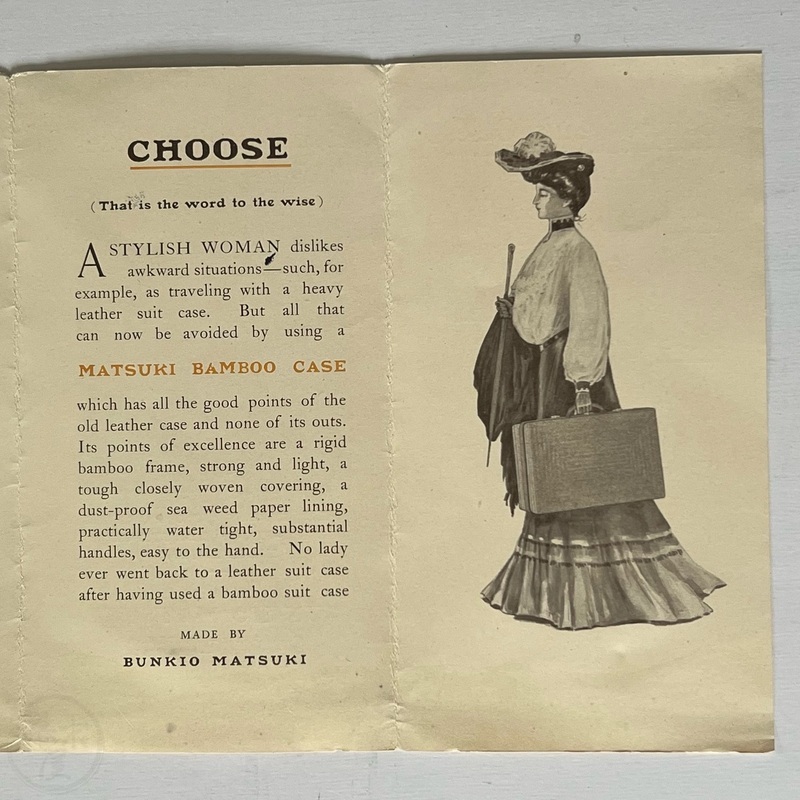 CHOOSE
(That is the word to the wise)
A STYLISH WOMAN dislikes
awkward situations—such, for
example, as traveling with a heavy
leather suit case. But all that
can now be avoided by using a
MATSUKI BAMBOO CASE
which has all the good points of the
old leather case and none of its outs.
Its points of excellence are a rigid
bamboo frame, strong and light, a
tough closely woven covering, a
dust-proof sea weed paper lining,
practically water tight, substantial
handles, easy to the hand. No lady
ever went back to a leather suit case
after having used a bamboo suit case
MADE BY
BUNKIO MATSUKI